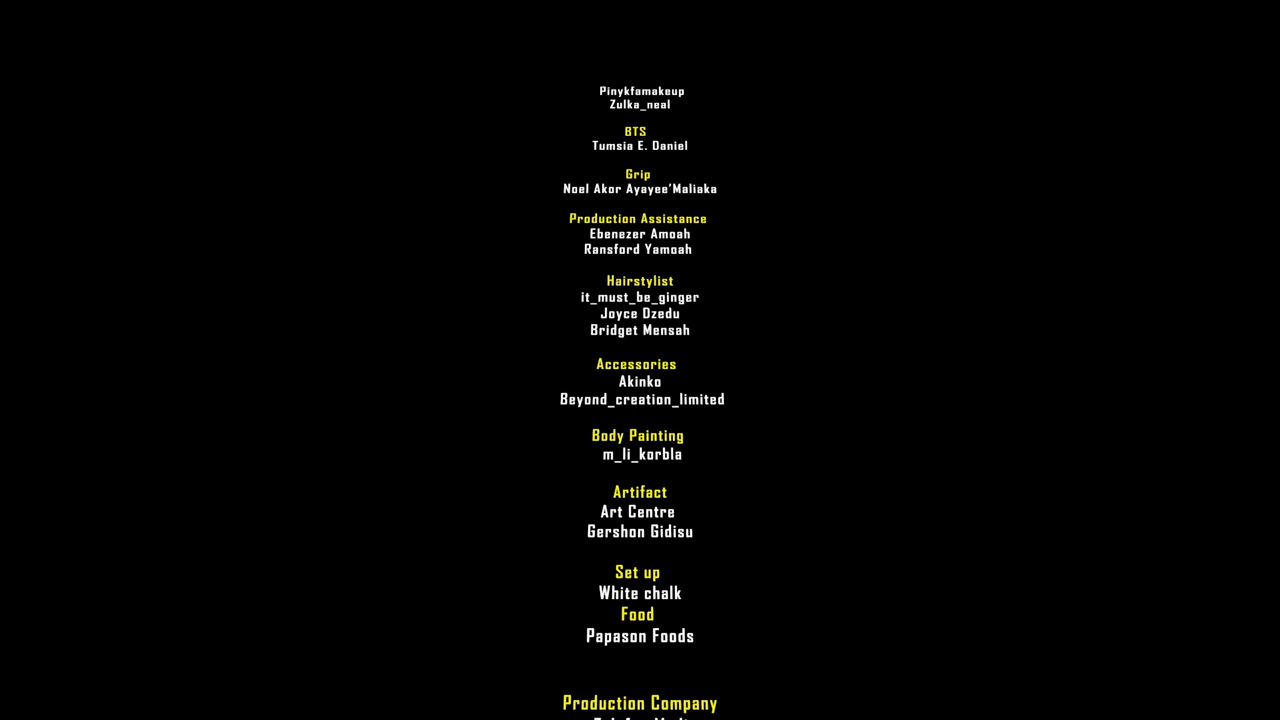 Pinykfamakeup
Zulka_neal
BTS
Tumsia E. Daniel
Grip
Noel Akor Ayayee'Maliaka
Production Assistance
Ebenezer Amoah
Ransford Yamoah
Hairstylist
it_must_be_ginger
Joyce Dzedu
Bridget Mensah
Accessories
Akinko
Beyond_creation_limited
Body Painting
m_li_korbla
Artifact
Art Centre
Gershon Gidisu
Set up
White chalk
Food
Papason Foods
Production Company